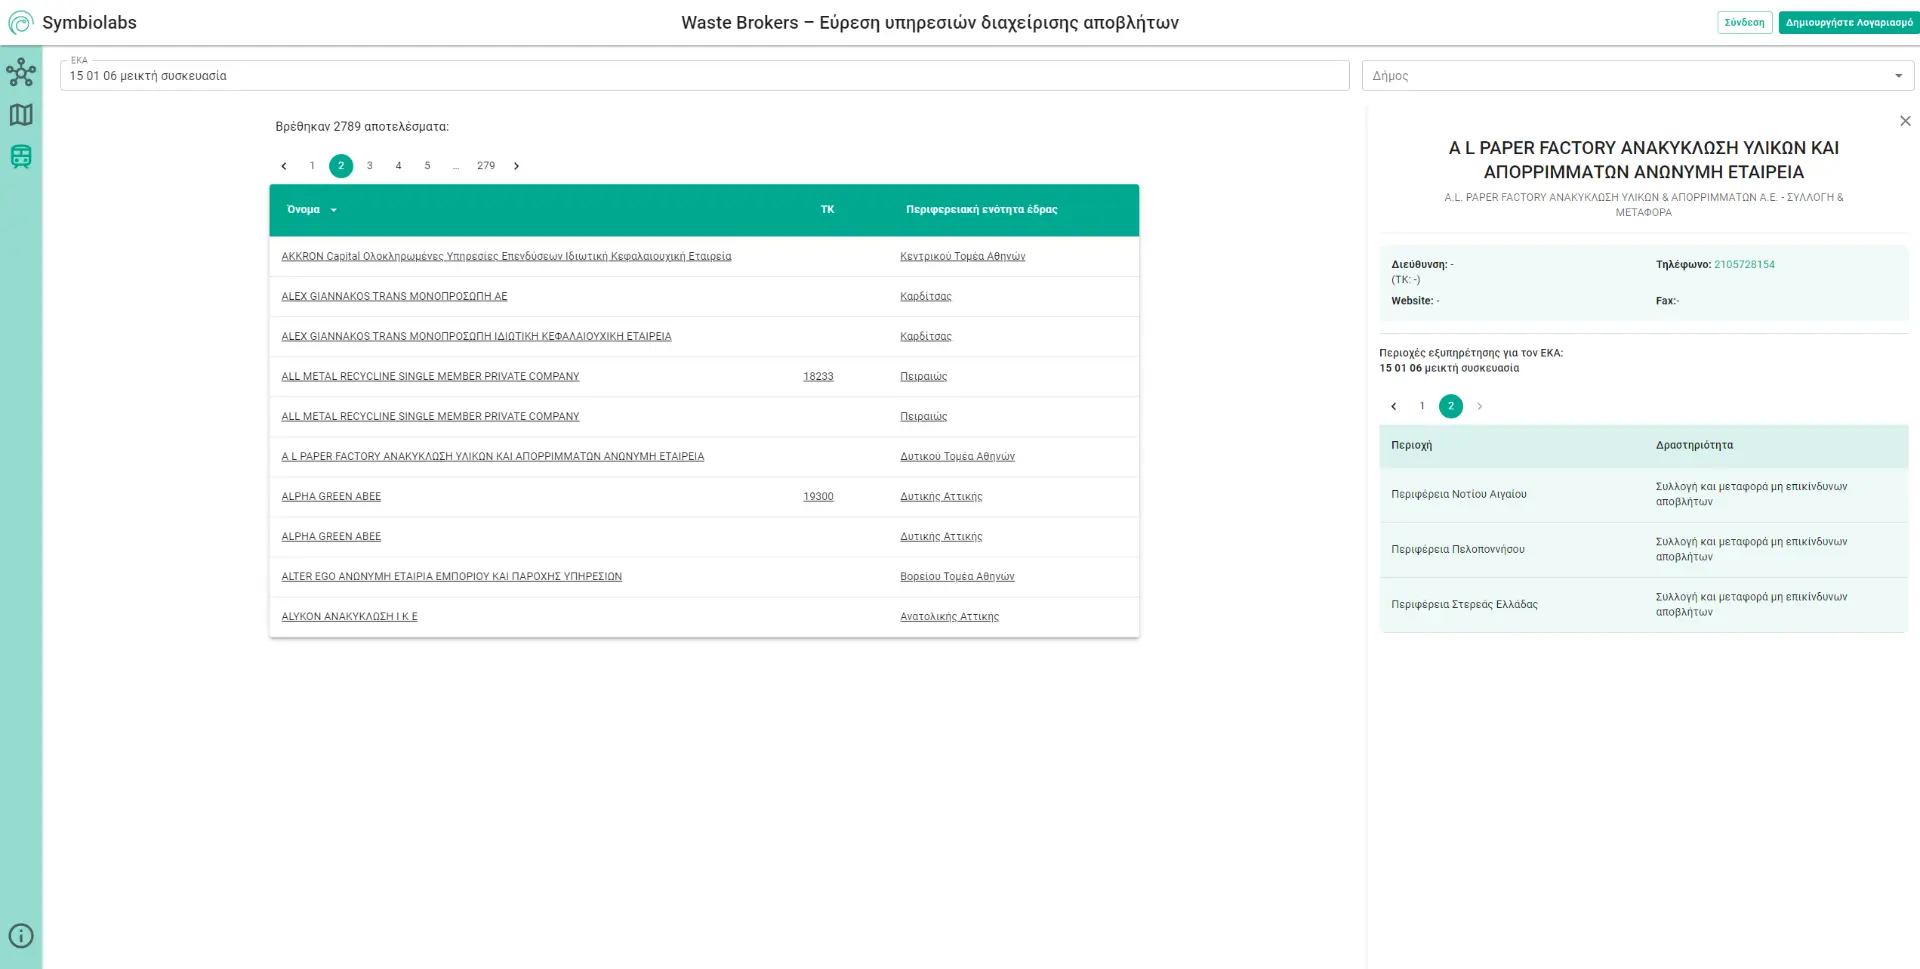 Symbiolabs
Waste Brokers – Εύρεση υπηρεσιών διαχείρισης αποβλήτων
Σύνδεση
Δημιουργήστε Λογαριασμό
ΕΚΑ
15 01 06 μεικτή συσκευασία
Δήμος
Βρέθηκαν 2789 αποτελέσματα:
1 2 3 4 5 ... 279
Όνομα ΤΚ Περιφερειακή ενότητα έδρας
AKKRON Capital Ολοκληρωμένες Υπηρεσίες Επενδύσεων Ιδιωτική Κεφαλαιουχική Εταιρεία Κεντρικού Τομέα Αθηνών
ALEX GIANNAKOS TRANS ΜΟΝΟΠΡΟΣΩΠΗ ΑΕ Καρδίτσας
ALEX GIANNAKOS TRANS ΜΟΝΟΠΡΟΣΩΠΗ ΙΔΙΩΤΙΚΗ ΚΕΦΑΛΑΙΟΥΧΙΚΗ ΕΤΑΙΡΕΙΑ Καρδίτσας
ALL METAL RECYCLINE SINGLE MEMBER PRIVATE COMPANY 18233 Πειραιώς
ALL METAL RECYCLINE SINGLE MEMBER PRIVATE COMPANY Πειραιώς
A L PAPER FACTORY ΑΝΑΚΥΚΛΩΣΗ ΥΛΙΚΩΝ ΚΑΙ ΑΠΟΡΡΙΜΜΑΤΩΝ ΑΝΩΝΥΜΗ ΕΤΑΙΡΕΙΑ Δυτικού Τομέα Αθηνών
ALPHA GREEN ΑΒΕΕ 19300 Δυτικής Αττικής
ALPHA GREEN ΑΒΕΕ Δυτικής Αττικής
ALTER EGO ΑΝΩΝΥΜΗ ΕΤΑΙΡΙΑ ΕΜΠΟΡΙΟΥ ΚΑΙ ΠΑΡΟΧΗΣ ΥΠΗΡΕΣΙΩΝ Βορείου Τομέα Αθηνών
ALYKON ΑΝΑΚΥΚΛΩΣΗ Ι Κ Ε Ανατολικής Αττικής
A L PAPER FACTORY ΑΝΑΚΥΚΛΩΣΗ ΥΛΙΚΩΝ ΚΑΙ
ΑΠΟΡΡΙΜΜΑΤΩΝ ΑΝΩΝΥΜΗ ΕΤΑΙΡΕΙΑ
A.L. PAPER FACTORY ΑΝΑΚΥΚΛΩΣΗ ΥΛΙΚΩΝ & ΑΠΟΡΡΙΜΜΑΤΩΝ Α.Ε. - ΣΥΛΛΟΓΗ &
ΜΕΤΑΦΟΡΑ
Διεύθυνση: - Τηλέφωνο: 2105728154
(ΤΚ: -)
Website: - Fax:-
Περιοχές εξυπηρέτησης για τον ΕΚΑ:
15 01 06 μεικτή συσκευασία
1 2
Περιοχή Δραστηριότητα
Περιφέρεια Νοτίου Αιγαίου Συλλογή και μεταφορά μη επικίνδυνων
αποβλήτων
Περιφέρεια Πελοποννήσου Συλλογή και μεταφορά μη επικίνδυνων
αποβλήτων
Περιφέρεια Στερεάς Ελλάδας Συλλογή και μεταφορά μη επικίνδυνων
αποβλήτων